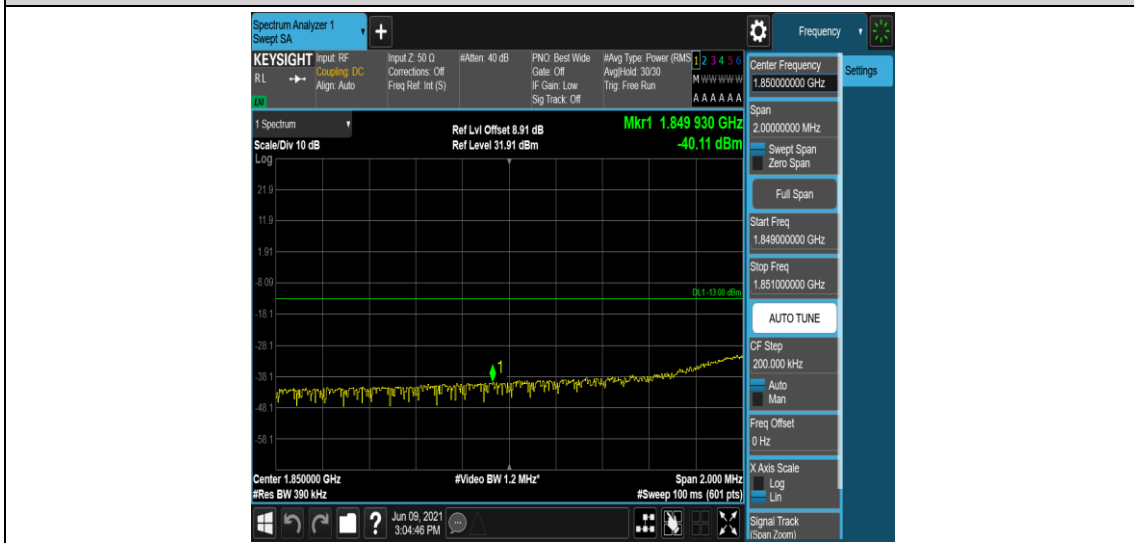 Spectrum Analyzer 1
Swept SA
+
Frequency
KEYSIGHT
RL
Input: RF
Coupling: DC
Align: Auto
Input Z: 50 Ω
Corrections: Off
Freq Ref: Int (S)
#Atten: 40 dB
PNO: Best Wide
Gate: Off
IF Gain: Low
Sig Track: Off
#Avg Type: Power (RMS
Avg|Hold: 30/30
Trig: Free Run
1 2 3 4 5 6
M W W W W W
A A A A A A
1 Spectrum
Scale/Div 10 dB
Ref Lvl Offset 8.91 dB
Ref Level 31.91 dBm
Mkr1 1.849 930 GHz
-40.11 dBm
Log
21.9
11.9
1.91
-8.09
-18.1
-28.1
-38.1
-48.1
-58.1
DL1 -13.00 dBm
1
Center 1.850000 GHz
#Res BW 390 kHz
#Video BW 1.2 MHz*
Span 2.000 MHz
#Sweep 100 ms (601 pts)
Jun 09, 2021
3:04:46 PM
?
Center Frequency
1.850000000 GHz
Settings
Span
2.00000000 MHz
Swept Span
Zero Span
Full Span
Start Freq
1.849000000 GHz
Stop Freq
1.851000000 GHz
AUTO TUNE
CF Step
200.000 kHz
Auto
Man
Freq Offset
0 Hz
X Axis Scale
Log
Lin
Signal Track
(Span Zoom)